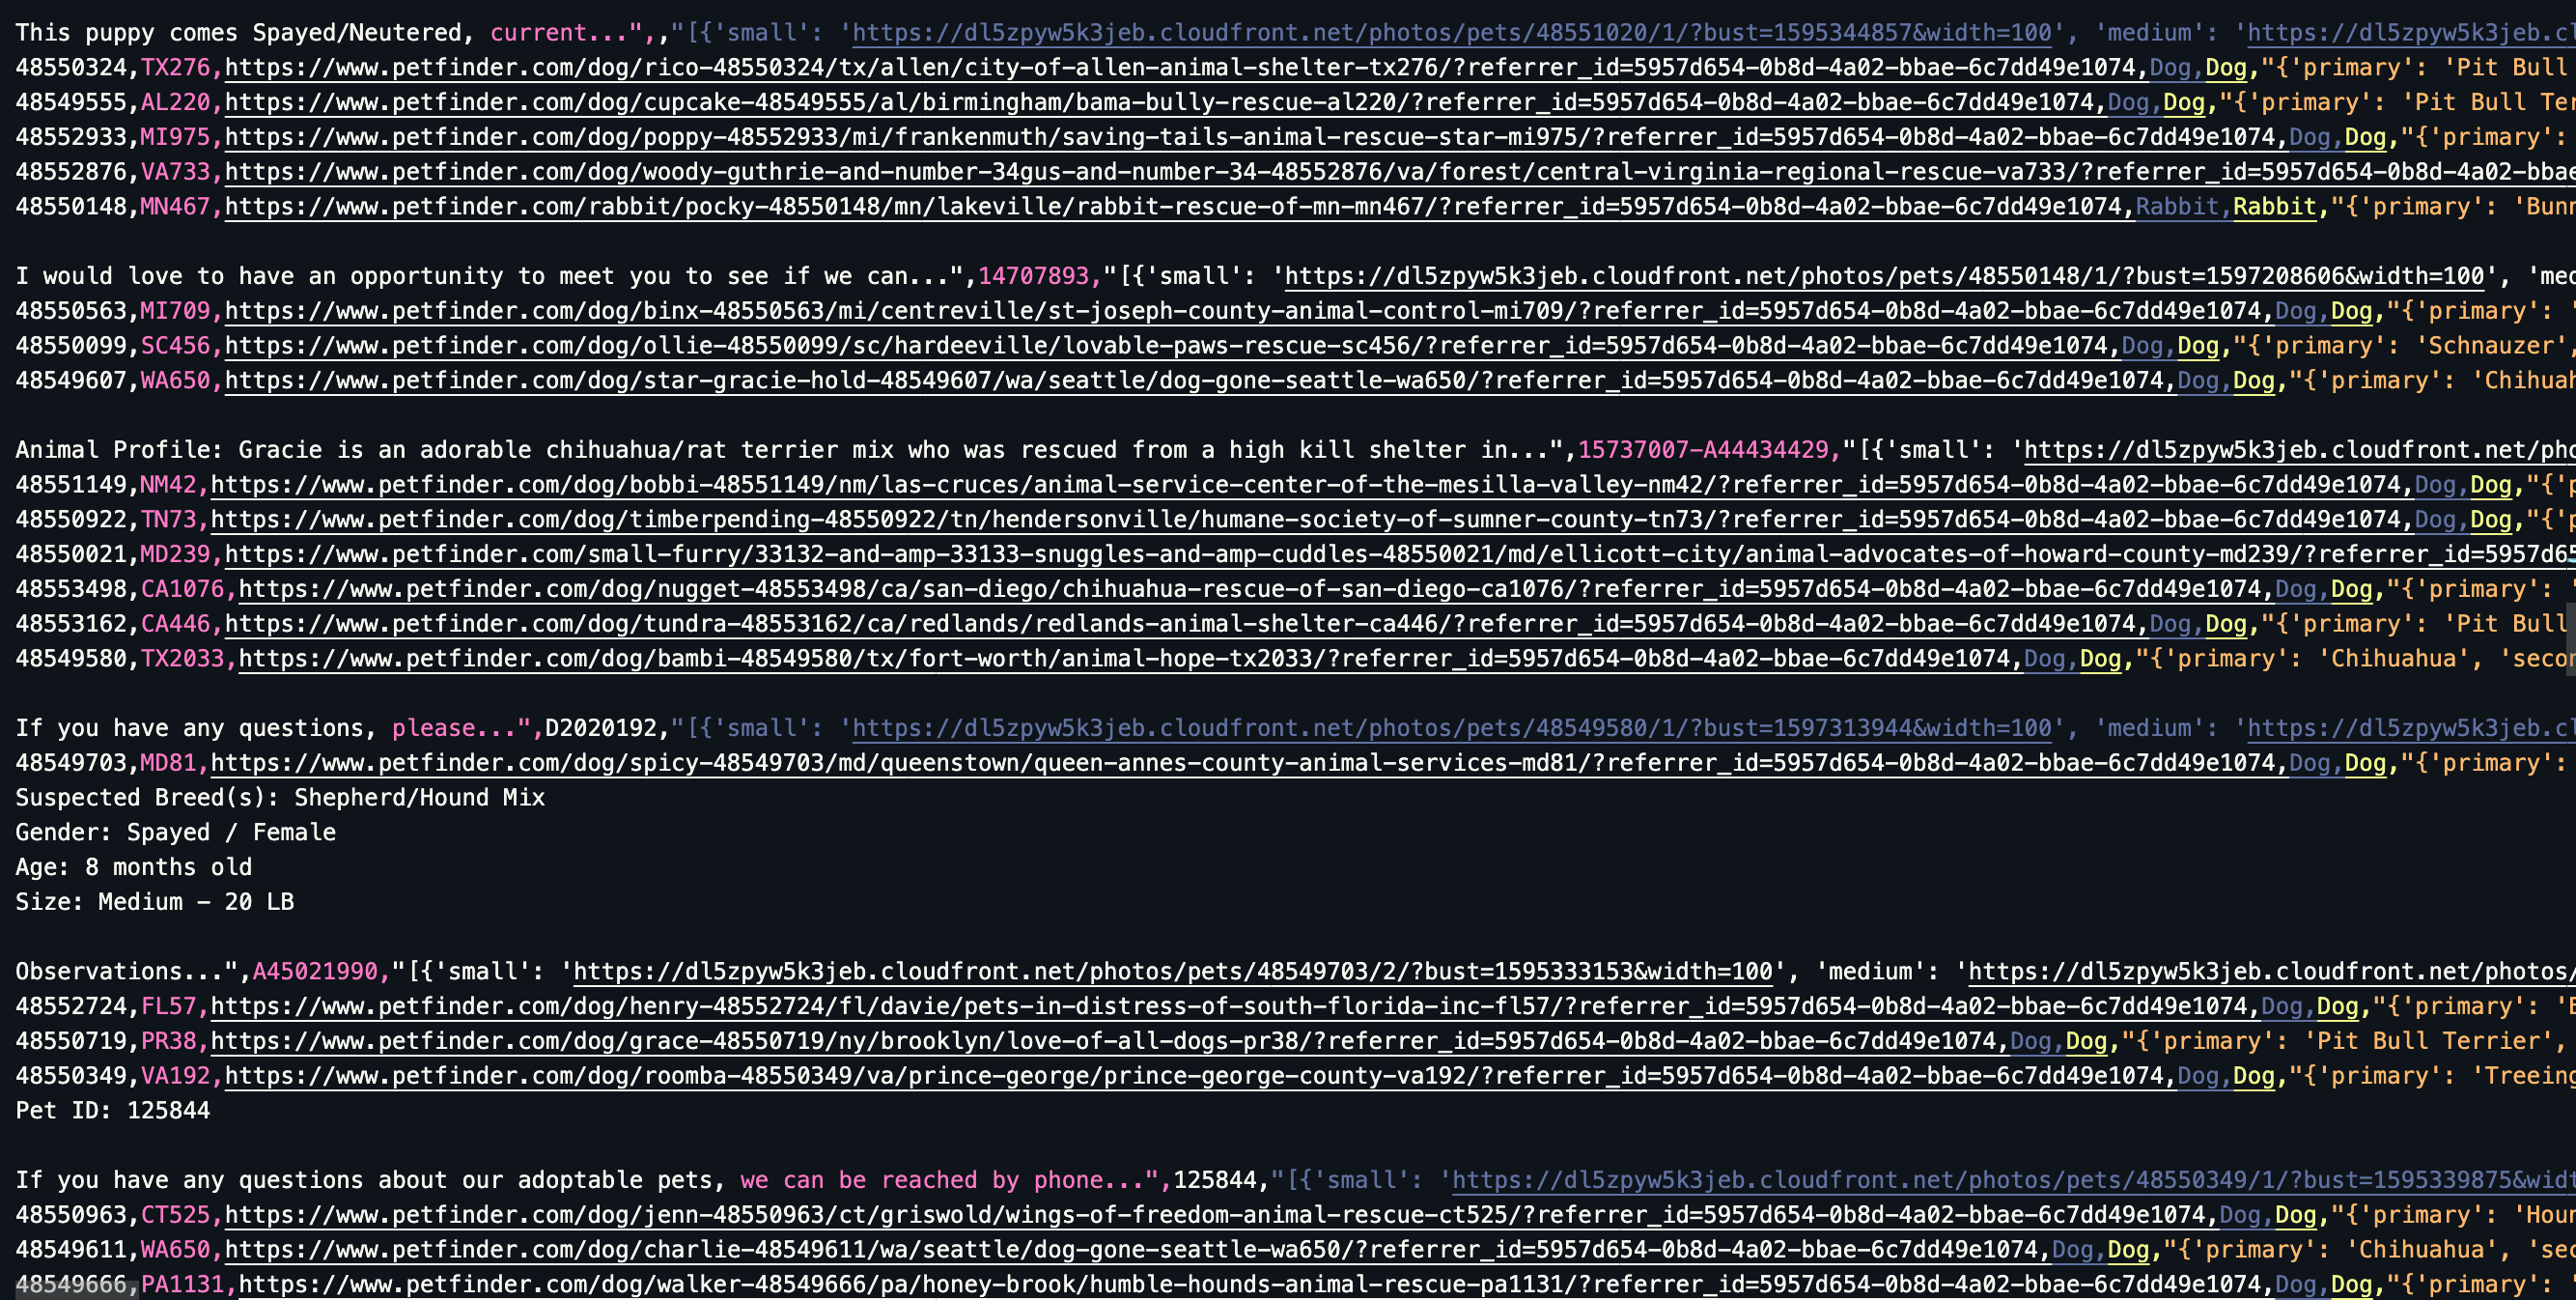 This puppy comes Spayed/Neutered, current...",,"[{'small': 'https://dl5zpyw5k3jeb.cloudfront.net/photos/pets/48551020/1/?bust=1595344857&width=100', 'medium': 'https://dl5zpyw5k3jeb.cl
48550324,TX276,https://www.petfinder.com/dog/rico-48550324/tx/allen/city-of-allen-animal-shelter-tx276/?referrer_id=5957d654-0b8d-4a02-bbae-6c7dd49e1074,Dog,Dog,"{'primary': 'Pit Bull
48549555,AL220,https://www.petfinder.com/dog/cupcake-48549555/al/birmingham/bama-bully-rescue-al220/?referrer_id=5957d654-0b8d-4a02-bbae-6c7dd49e1074,Dog,Dog,"{'primary': 'Pit Bull Ter
48552933,MI975,https://www.petfinder.com/dog/poppy-48552933/mi/frankenmuth/saving-tails-animal-rescue-star-mi975/?referrer_id=5957d654-0b8d-4a02-bbae-6c7dd49e1074,Dog,Dog,"{'primary':
48552876,VA733,https://www.petfinder.com/dog/woody-guthrie-and-number-34gus-and-number-34-48552876/va/forest/central-virginia-regional-rescue-va733/?referrer_id=5957d654-0b8d-4a02-bbae
48550148,MN467,https://www.petfinder.com/rabbit/pocky-48550148/mn/lakeville/rabbit-rescue-of-mn-mn467/?referrer_id=5957d654-0b8d-4a02-bbae-6c7dd49e1074,Rabbit,Rabbit,"{'primary': 'Bunn
I would love to have an opportunity to meet you to see if we can...",14707893,"[{'small': 'https://dl5zpyw5k3jeb.cloudfront.net/photos/pets/48550148/1/?bust=1597208606&width=100', 'med
48550563,MI709,https://www.petfinder.com/dog/binx-48550563/mi/centreville/st-joseph-county-animal-control-mi709/?referrer_id=5957d654-0b8d-4a02-bbae-6c7dd49e1074,Dog,Dog,"{'primary': '
48550099,SC456,https://www.petfinder.com/dog/ollie-48550099/sc/hardeeville/lovable-paws-rescue-sc456/?referrer_id=5957d654-0b8d-4a02-bbae-6c7dd49e1074,Dog,Dog,"{'primary': 'Schnauzer',
48549607,WA650,https://www.petfinder.com/dog/star-gracie-hold-48549607/wa/seattle/dog-gone-seattle-wa650/?referrer_id=5957d654-0b8d-4a02-bbae-6c7dd49e1074,Dog,Dog,"{'primary': 'Chihuah
Animal Profile: Gracie is an adorable chihuahua/rat terrier mix who was rescued from a high kill shelter in...",15737007-A44434429,"[{'small': 'https://dl5zpyw5k3jeb.cloudfront.net/pho
48551149,NM42,https://www.petfinder.com/dog/bobbi-48551149/nm/las-cruces/animal-service-center-of-the-mesilla-valley-nm42/?referrer_id=5957d654-0b8d-4a02-bbae-6c7dd49e1074,Dog,Dog,"{'p
48550922,TN73,https://www.petfinder.com/dog/timberpending-48550922/tn/hendersonville/humane-society-of-sumner-county-tn73/?referrer_id=5957d654-0b8d-4a02-bbae-6c7dd49e1074,Dog,Dog,"{'p
48550021,MD239,https://www.petfinder.com/small-furry/33132-and-amp-33133-snuggles-and-amp-cuddles-48550021/md/ellicott-city/animal-advocates-of-howard-county-md239/?referrer_id=5957d65
48553498,CA1076,https://www.petfinder.com/dog/nugget-48553498/ca/san-diego/chihuahua-rescue-of-san-diego-ca1076/?referrer_id=5957d654-0b8d-4a02-bbae-6c7dd49e1074,Dog,Dog,"{'primary': '
48553162,CA446,https://www.petfinder.com/dog/tundra-48553162/ca/redlands/redlands-animal-shelter-ca446/?referrer_id=5957d654-0b8d-4a02-bbae-6c7dd49e1074,Dog,Dog,"{'primary': 'Pit Bull
48549580,TX2033,https://www.petfinder.com/dog/bambi-48549580/tx/fort-worth/animal-hope-tx2033/?referrer_id=5957d654-0b8d-4a02-bbae-6c7dd49e1074,Dog,Dog,"{'primary': 'Chihuahua', 'secon
If you have any questions, please...",D2020192,"[{'small': 'https://dl5zpyw5k3jeb.cloudfront.net/photos/pets/48549580/1/?bust=1597313944&width=100', 'medium': 'https://dl5zpyw5k3jeb.cl
48549703,MD81,https://www.petfinder.com/dog/spicy-48549703/md/queenstown/queen-annes-county-animal-services-md81/?referrer_id=5957d654-0b8d-4a02-bbae-6c7dd49e1074,Dog,Dog,"{'primary':
Suspected Breed(s): Shepherd/Hound Mix
Gender: Spayed / Female
Age: 8 months old
Size: Medium – 20 LB
Observations...",A45021990,"[{'small': 'https://dl5zpyw5k3jeb.cloudfront.net/photos/pets/48549703/2/?bust=1595333153&width=100', 'medium': 'https://dl5zpyw5k3jeb.cloudfront.net/photos/
48552724,FL57,https://www.petfinder.com/dog/henry-48552724/fl/davie/pets-in-distress-of-south-florida-inc-fl57/?referrer_id=5957d654-0b8d-4a02-bbae-6c7dd49e1074,Dog,Dog,"{'primary': 'B
48550719,PR38,https://www.petfinder.com/dog/grace-48550719/ny/brooklyn/love-of-all-dogs-pr38/?referrer_id=5957d654-0b8d-4a02-bbae-6c7dd49e1074,Dog,Dog,"{'primary': 'Pit Bull Terrier',
48550349,VA192,https://www.petfinder.com/dog/roomba-48550349/va/prince-george/prince-george-county-va192/?referrer_id=5957d654-0b8d-4a02-bbae-6c7dd49e1074,Dog,Dog,"{'primary': 'Treeing
Pet ID: 125844
If you have any questions about our adoptable pets, we can be reached by phone...",125844,"[{'small': 'https://dl5zpyw5k3jeb.cloudfront.net/photos/pets/48550349/1/?bust=1595339875&widt
48550963,CT525,https://www.petfinder.com/dog/jenn-48550963/ct/griswold/wings-of-freedom-animal-rescue-ct525/?referrer_id=5957d654-0b8d-4a02-bbae-6c7dd49e1074,Dog,Dog,"{'primary': 'Houn
48549611,WA650,https://www.petfinder.com/dog/charlie-48549611/wa/seattle/dog-gone-seattle-wa650/?referrer_id=5957d654-0b8d-4a02-bbae-6c7dd49e1074,Dog,Dog,"{'primary': 'Chihuahua', 'sec
48549666,PA1131,https://www.petfinder.com/dog/walker-48549666/pa/honey-brook/humble-hounds-animal-rescue-pa1131/?referrer_id=5957d654-0b8d-4a02-bbae-6c7dd49e1074,Dog,Dog,"{'primary': '